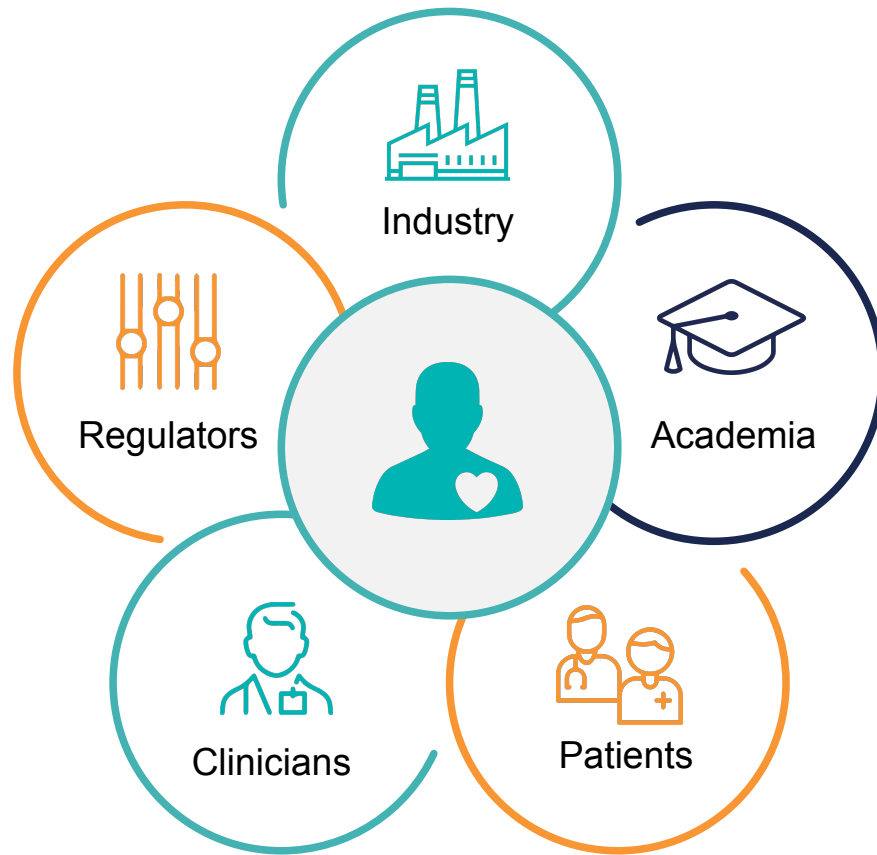 Industry
Regulators
Academia
Clinicians
Patients